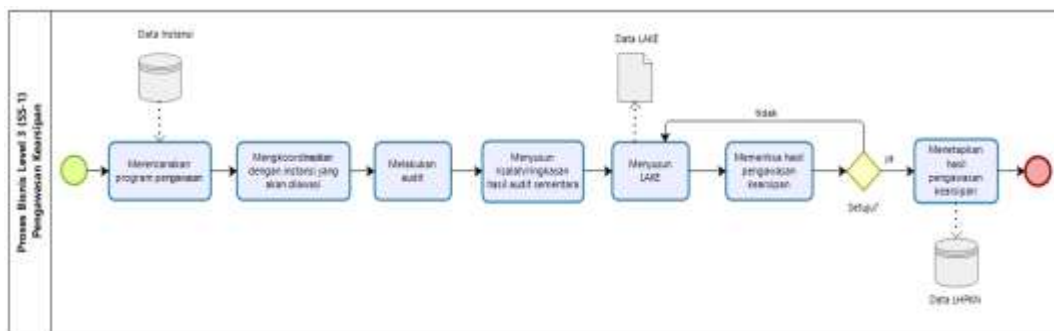 Proses Bisnis Level 3 (SS-1)
Pengawasan Kearsipan
Data Instansi
Merencanakan
program pengawasan
Mengkoordinasikan
dengan instansi yang
akan diawasi
Melakukan
audit
Menyusun
risalah/ringkasan
hasil audit sementara
Data LAKE
Menyusun
LAKE
Memeriksa hasil
pengawasan
kearsipan
tidak
Setuju?
ya
Menetapkan
hasil
pengawasan
kearsipan
Data LHPKN